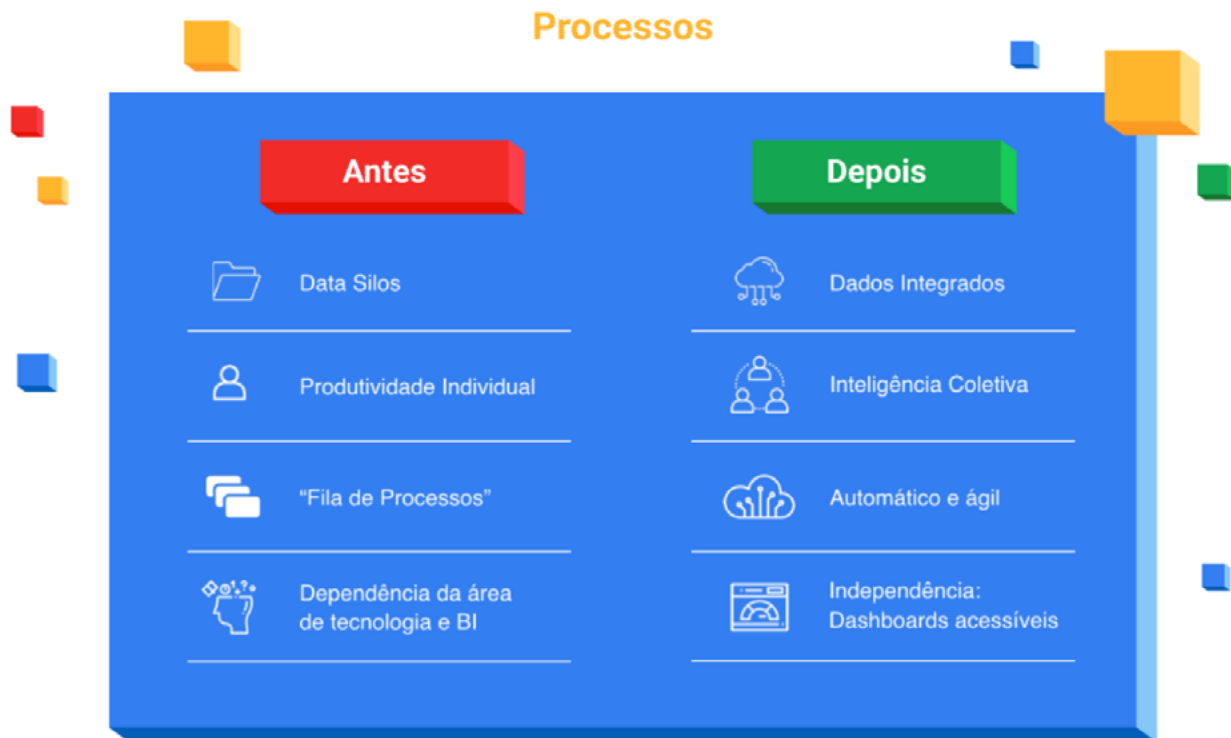 Processos
Antes
Depois
Data Silos
Dados Integrados
Produtividade Individual
Inteligência Coletiva
“Fila de Processos”
Automático e ágil
Dependência da área
de tecnologia e BI
Independência:
Dashboards acessíveis